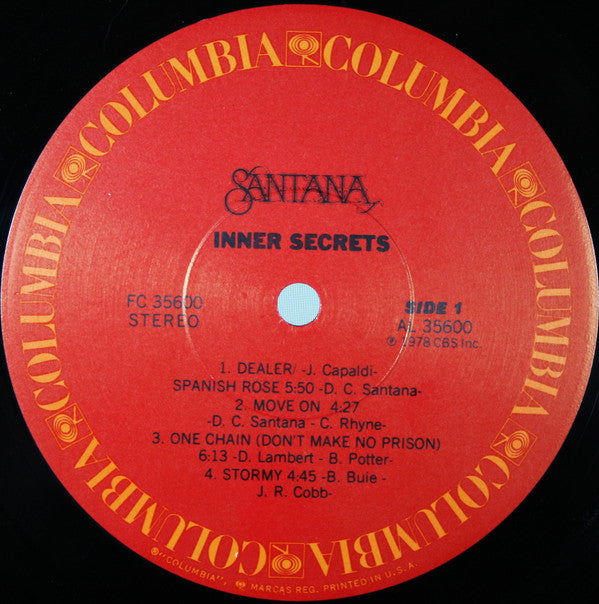 COLUMBIA COLUMBIA COLUMBIA COLUMBIA COLUMBIA COLUMBIA
SANTANA
INNER SECRETS
FC 35600
STEREO
SIDE 1
AL 35600
℗ 1978 CBS Inc.
1. DEALER/ -J. Capaldi-
SPANISH ROSE 5:50 -D. C. Santana-
2. MOVE ON 4:27
-D. C. Santana - C. Rhyne-
3. ONE CHAIN (DON'T MAKE NO PRISON)
6:13 -D. Lambert - B. Potter-
4. STORMY 4:45 -B. Buie -
J. R. Cobb-
®"COLUMBIA", MARCAS REG. PRINTED IN U.S.A.